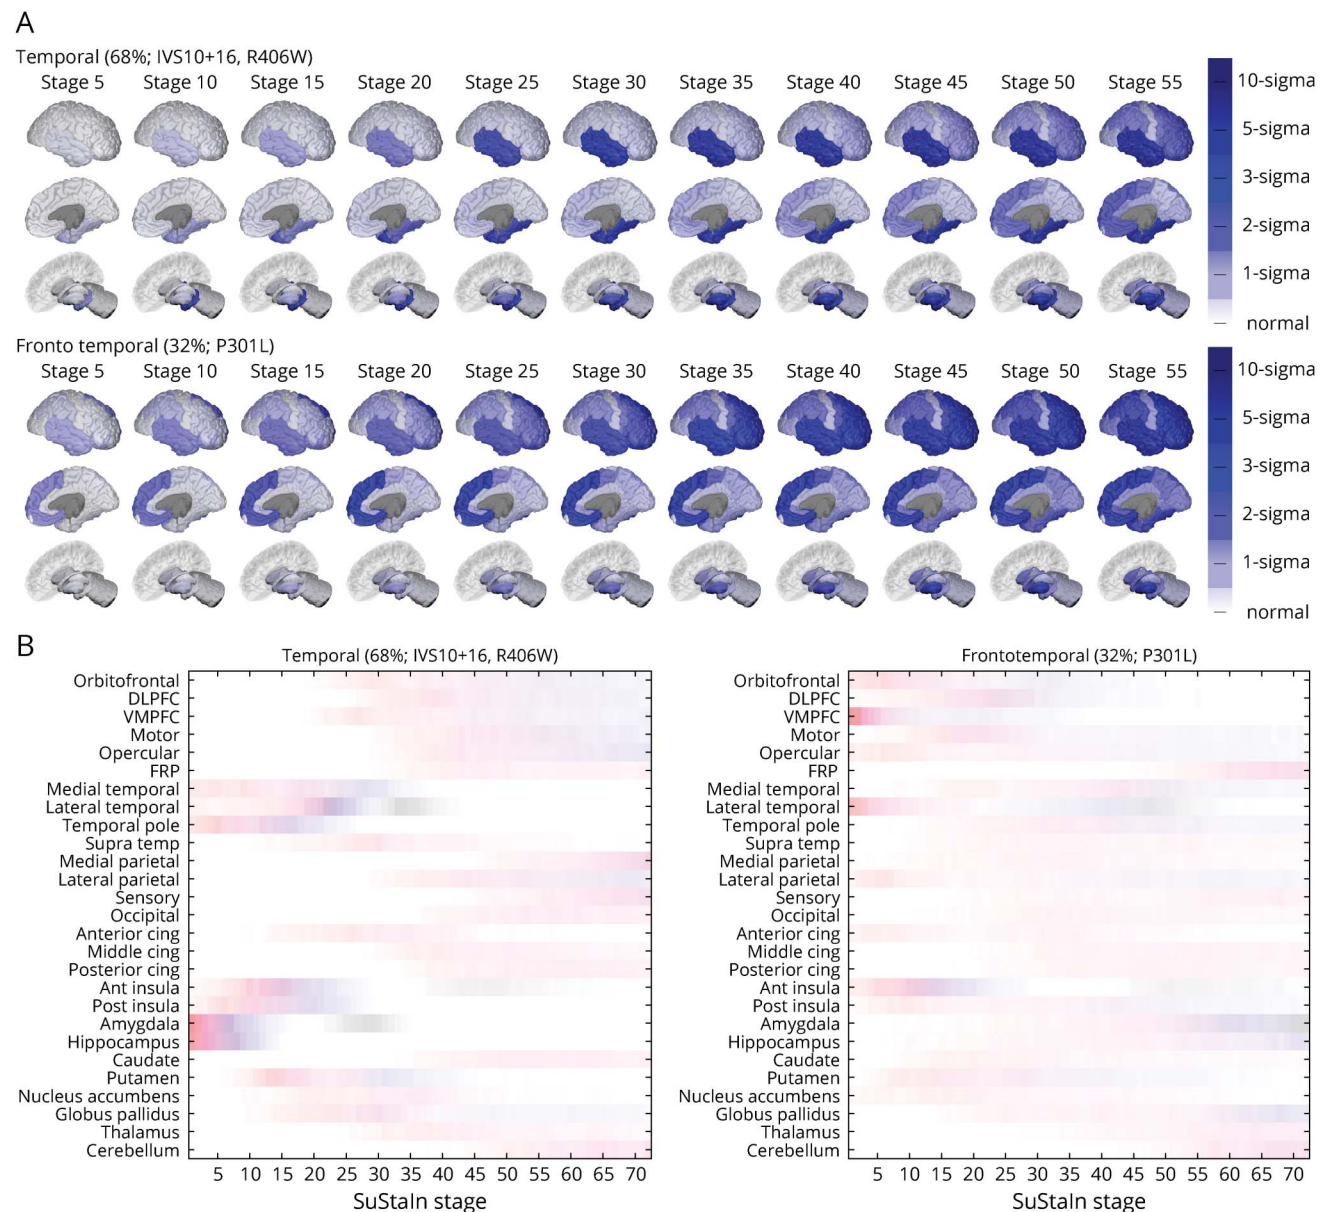 A
Temporal (68%; IVS10+16, R406W)
Stage 5 Stage 10 Stage 15 Stage 20 Stage 25 Stage 30 Stage 35 Stage 40 Stage 45 Stage 50 Stage 55
10-sigma
5-sigma
3-sigma
2-sigma
1-sigma
normal
Fronto temporal (32%; P301L)
Stage 5 Stage 10 Stage 15 Stage 20 Stage 25 Stage 30 Stage 35 Stage 40 Stage 45 Stage 50 Stage 55
10-sigma
5-sigma
3-sigma
2-sigma
1-sigma
normal
B
Temporal (68%; IVS10+16, R406W)
Orbitofrontal
DLPFC
VMPFC
Motor
Opercular
FRP
Medial temporal
Lateral temporal
Temporal pole
Supra temp
Medial parietal
Lateral parietal
Sensory
Occipital
Anterior cing
Middle cing
Posterior cing
Ant insula
Post insula
Amygdala
Hippocampus
Caudate
Putamen
Nucleus accumbens
Globus pallidus
Thalamus
Cerebellum
5 10 15 20 25 30 35 40 45 50 55 60 65 70
SuStaIn stage
Frontotemporal (32%; P301L)
Orbitofrontal
DLPFC
VMPFC
Motor
Opercular
FRP
Medial temporal
Lateral temporal
Temporal pole
Supra temp
Medial parietal
Lateral parietal
Sensory
Occipital
Anterior cing
Middle cing
Posterior cing
Ant insula
Post insula
Amygdala
Hippocampus
Caudate
Putamen
Nucleus accumbens
Globus pallidus
Thalamus
Cerebellum
5 10 15 20 25 30 35 40 45 50 55 60 65 70
SuStaIn stage